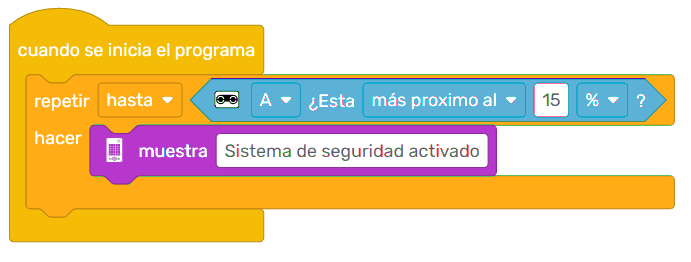 cuando se inicia el programa
repetir hasta A ¿Esta más proximo al 15 % ?
hacer
muestra Sistema de seguridad activado